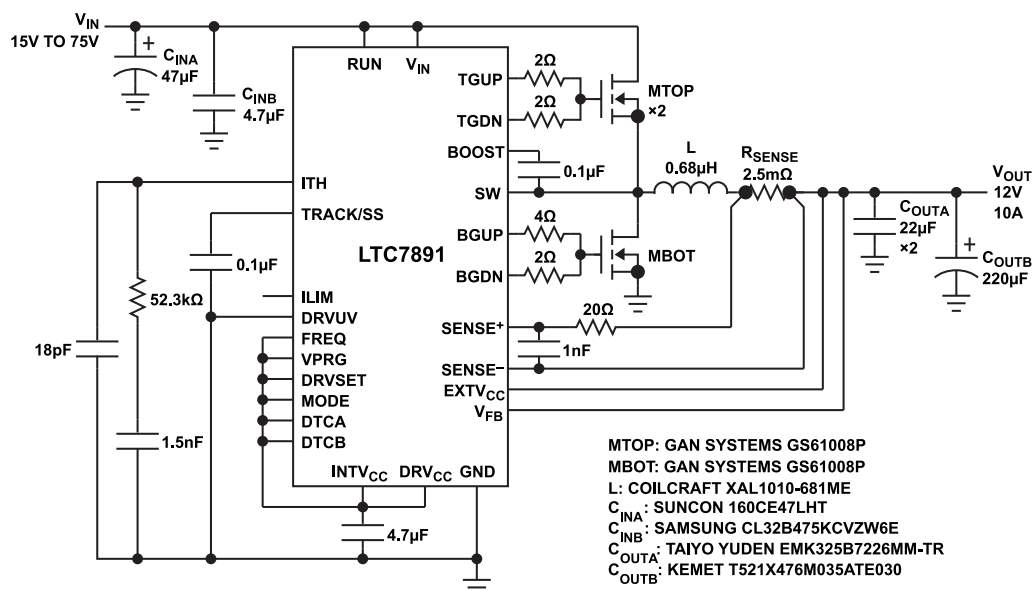 V_IN
15V TO 75V
C_INA
47µF
+
C_INB
4.7µF
RUN
V_IN
TGUP
2Ω
TGDN
2Ω
MTOP
×2
BOOST
0.1µF
SW
L
0.68µH
R_SENSE
2.5mΩ
V_OUT
12V
10A
ITH
TRACK/SS
LTC7891
BGUP
4Ω
BGDN
2Ω
MBOT
C_OUTA
22µF
×2
+
C_OUTB
220µF
0.1µF
52.3kΩ
18pF
1.5nF
ILIM
DRVUV
FREQ
VPRG
DRVSET
MODE
DTCA
DTCB
SENSE+
20Ω
1nF
SENSE–
EXTV_CC
V_FB
INTV_CC
DRV_CC
GND
4.7µF
MTOP: GAN SYSTEMS GS61008P
MBOT: GAN SYSTEMS GS61008P
L: COILCRAFT XAL1010-681ME
C_INA: SUNCON 160CE47LHT
C_INB: SAMSUNG CL32B475KCVZW6E
C_OUTA: TAIYO YUDEN EMK325B7226MM-TR
C_OUTB: KEMET T521X476M035ATE030